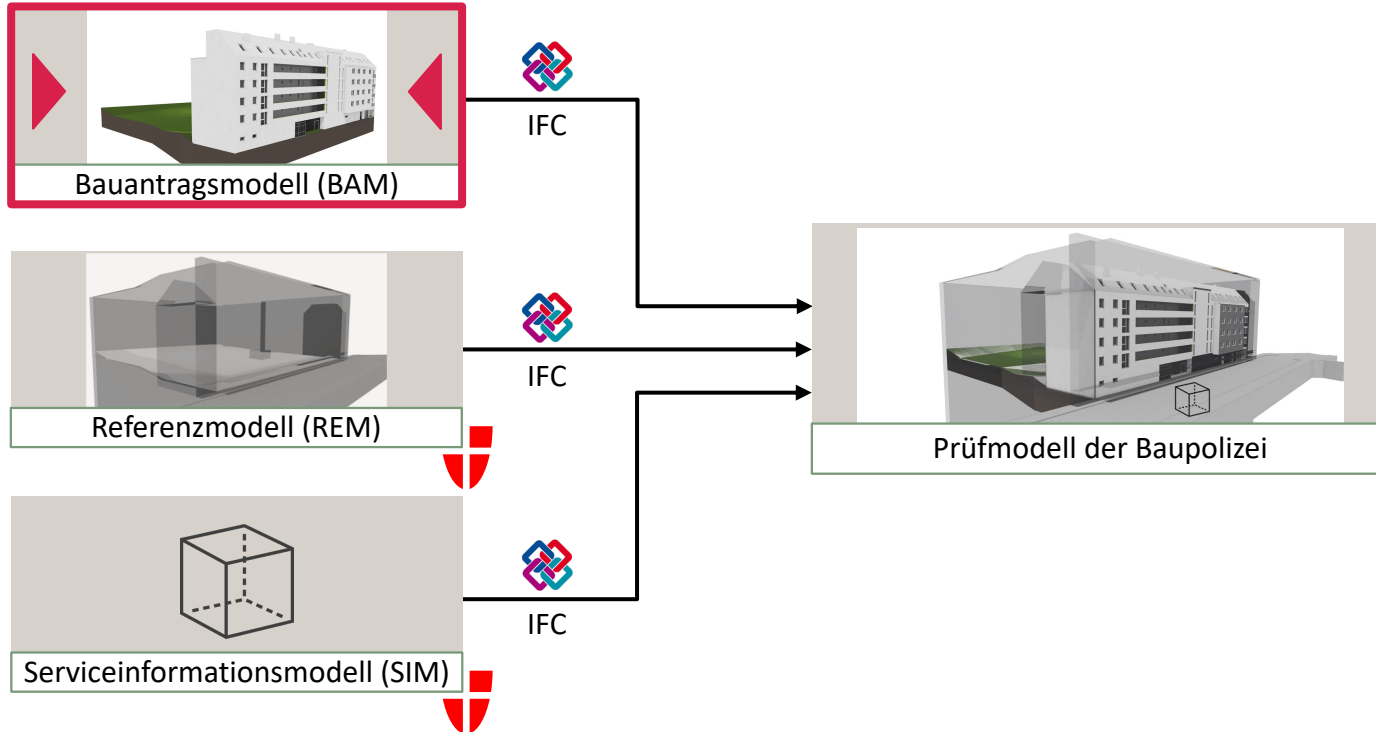 IFC
Bauantragsmodell (BAM)
IFC
Referenzmodell (REM)
Prüfmodell der Baupolizei
IFC
Serviceinformationsmodell (SIM)